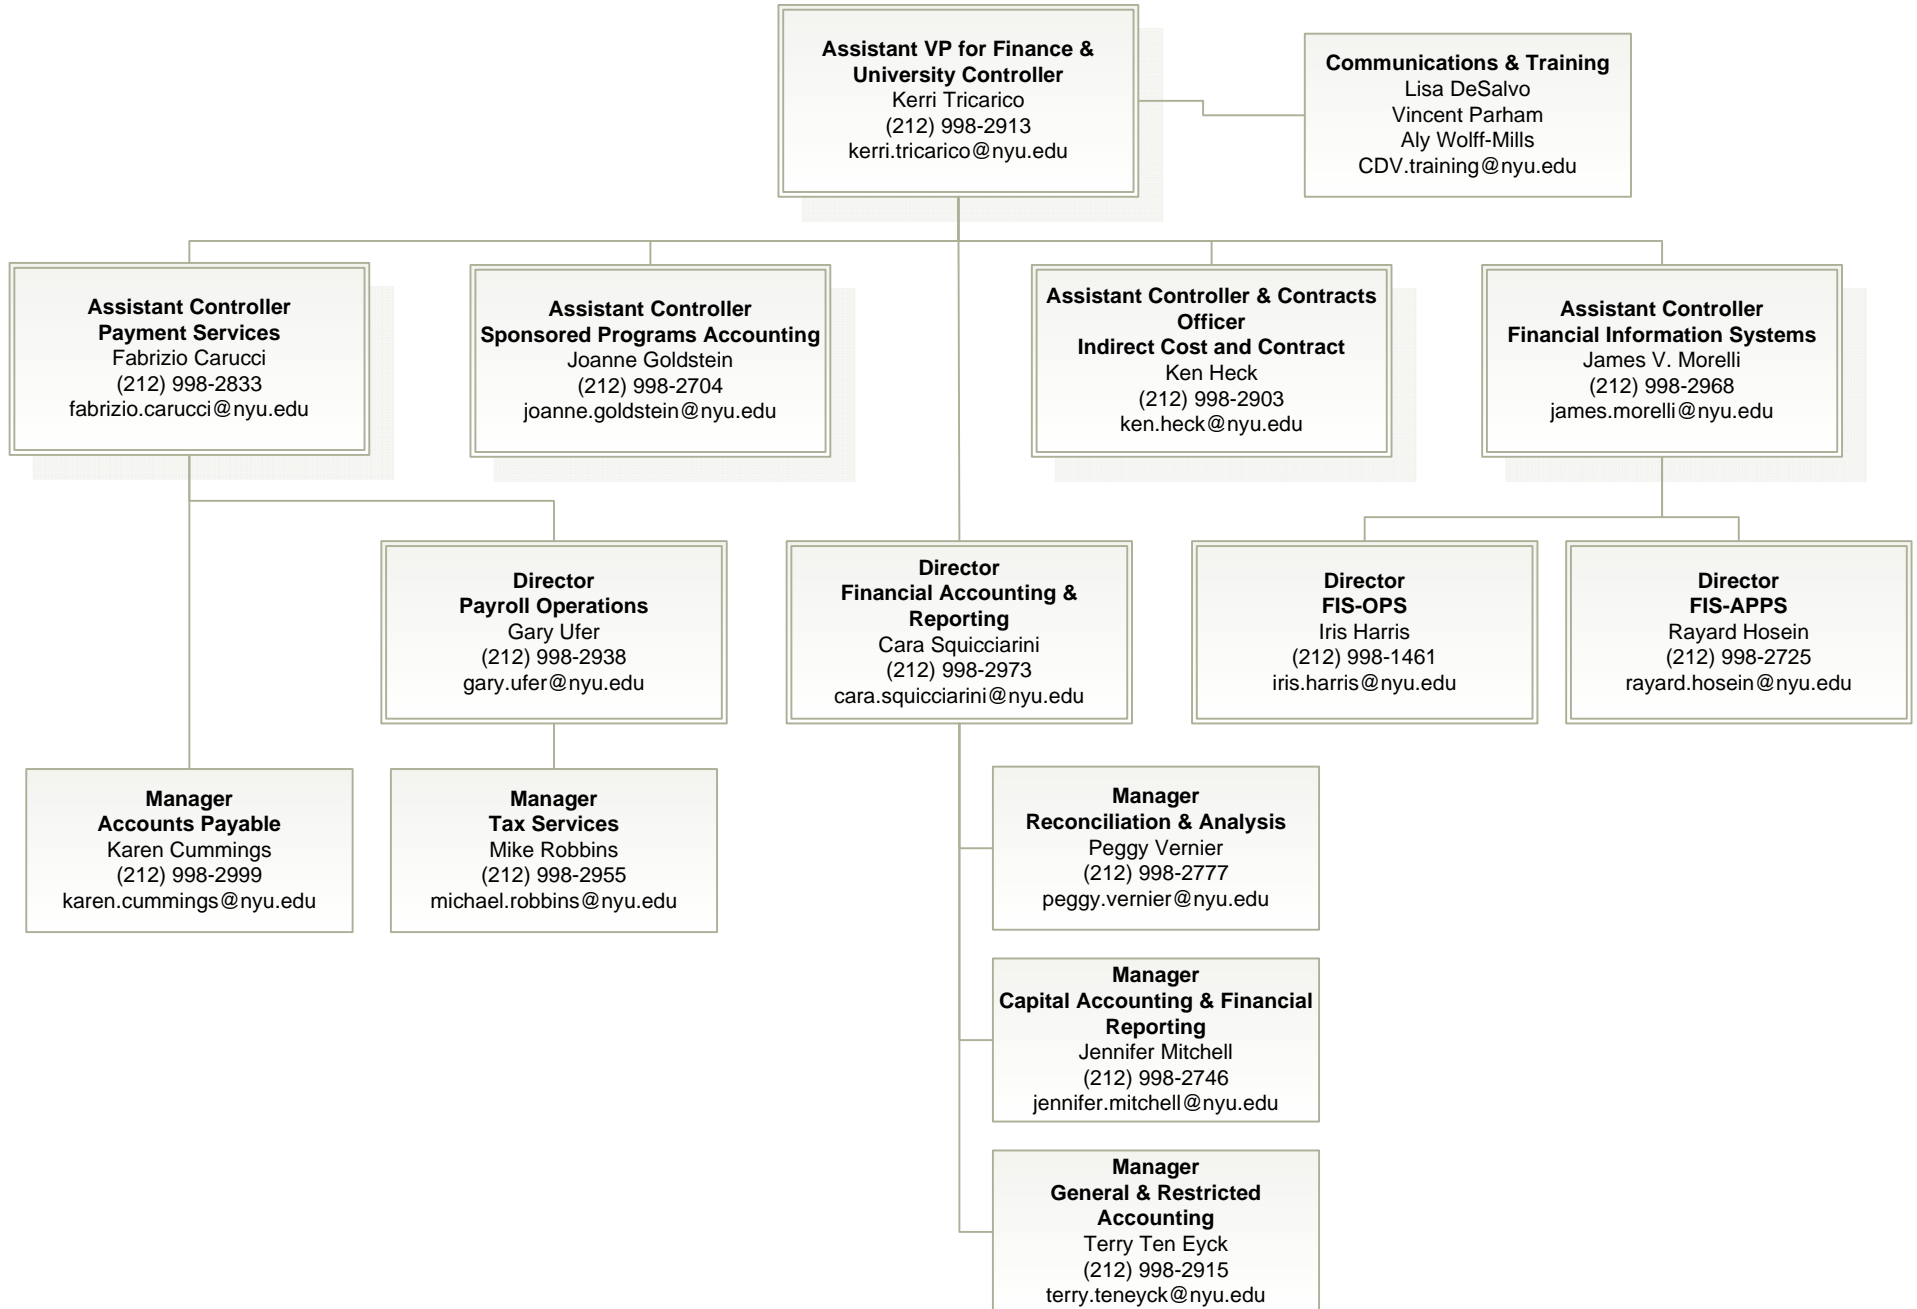 Assistant VP for Finance &
University Controller
Kerri Tricarico
(212) 998-2913
kerri.tricarico@nyu.edu
Communications & Training
Lisa DeSalvo
Vincent Parham
Aly Wolff-Mills
CDV.training@nyu.edu
Assistant Controller
Payment Services
Fabrizio Carucci
(212) 998-2833
fabrizio.carucci@nyu.edu
Assistant Controller
Sponsored Programs Accounting
Joanne Goldstein
(212) 998-2704
joanne.goldstein@nyu.edu
Assistant Controller & Contracts
Officer
Indirect Cost and Contract
Ken Heck
(212) 998-2903
ken.heck@nyu.edu
Assistant Controller
Financial Information Systems
James V. Morelli
(212) 998-2968
james.morelli@nyu.edu
Director
Payroll Operations
Gary Ufer
(212) 998-2938
gary.ufer@nyu.edu
Director
Financial Accounting &
Reporting
Cara Squicciarini
(212) 998-2973
cara.squicciarini@nyu.edu
Director
FIS-OPS
Iris Harris
(212) 998-1461
iris.harris@nyu.edu
Director
FIS-APPS
Rayard Hosein
(212) 998-2725
rayard.hosein@nyu.edu
Manager
Accounts Payable
Karen Cummings
(212) 998-2999
karen.cummings@nyu.edu
Manager
Tax Services
Mike Robbins
(212) 998-2955
michael.robbins@nyu.edu
Manager
Reconciliation & Analysis
Peggy Vernier
(212) 998-2777
peggy.vernier@nyu.edu
Manager
Capital Accounting & Financial
Reporting
Jennifer Mitchell
(212) 998-2746
jennifer.mitchell@nyu.edu
Manager
General & Restricted
Accounting
Terry Ten Eyck
(212) 998-2915
terry.teneyck@nyu.edu